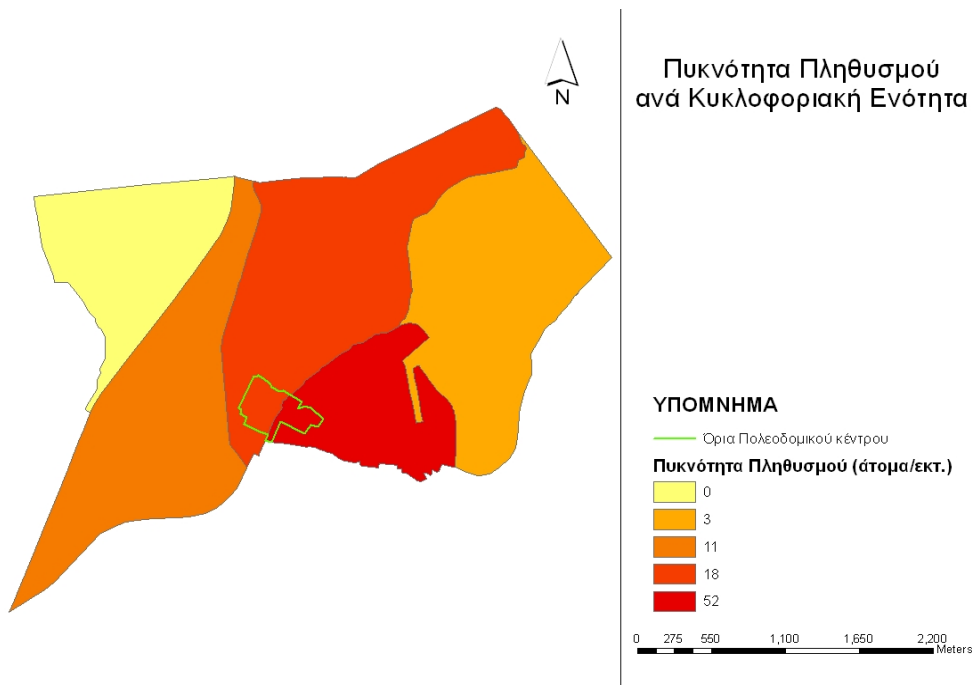 N
Πυκνότητα Πληθυσμού
ανά Κυκλοφοριακή Ενότητα
ΥΠΟΜΝΗΜΑ
Όρια Πολεοδομικού κέντρου
Πυκνότητα Πληθυσμού (άτομα/εκτ.)
0
3
11
18
52
0 275 550 1,100 1,650 2,200
Meters